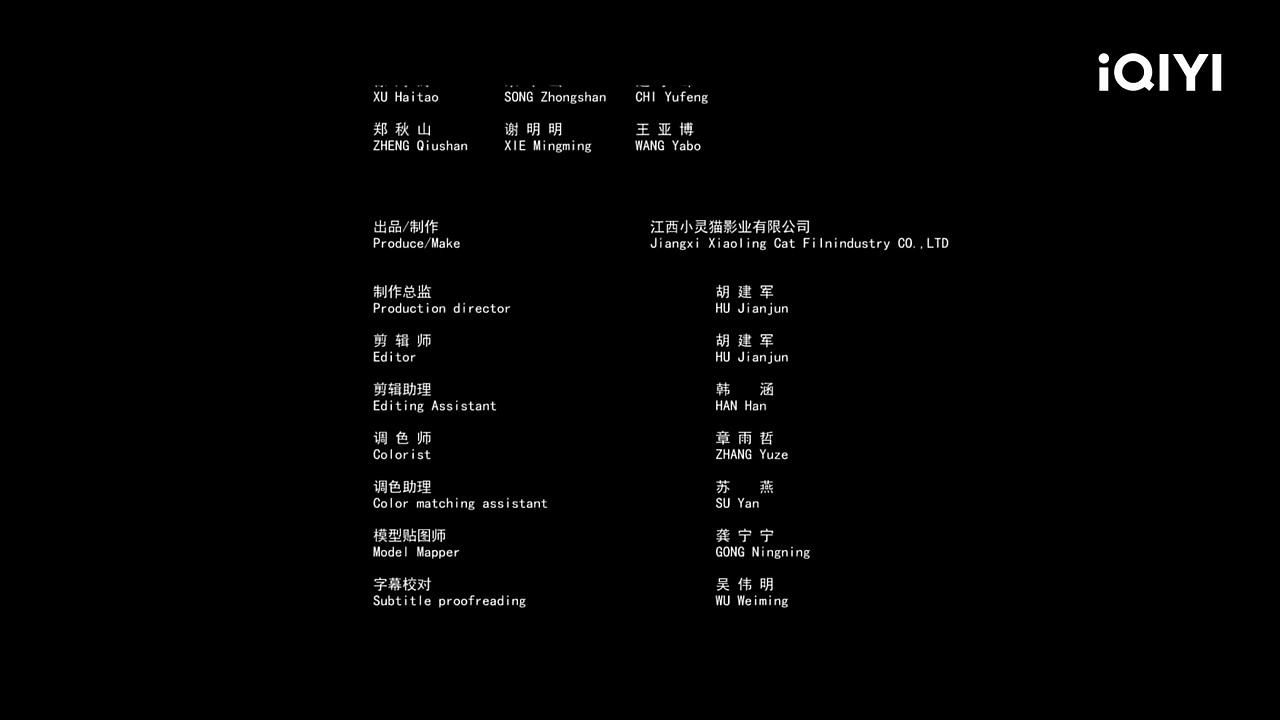 iQIYI
XU Haitao SONG Zhongshan CHI Yufeng
郑 秋 山 谢 明 明 王 亚 博
ZHENG Qiushan XIE Mingming WANG Yabo
出品/制作 江西小灵猫影业有限公司
Produce/Make Jiangxi Xiaoling Cat Filnindustry CO.,LTD
制作总监 胡 建 军
Production director HU Jianjun
剪 辑 师 胡 建 军
Editor HU Jianjun
剪辑助理 韩 涵
Editing Assistant HAN Han
调 色 师 章 雨 哲
Colorist ZHANG Yuze
调色助理 苏 燕
Color matching assistant SU Yan
模型贴图师 龚 宁 宁
Model Mapper GONG Ningning
字幕校对 吴 伟 明
Subtitle proofreading WU Weiming